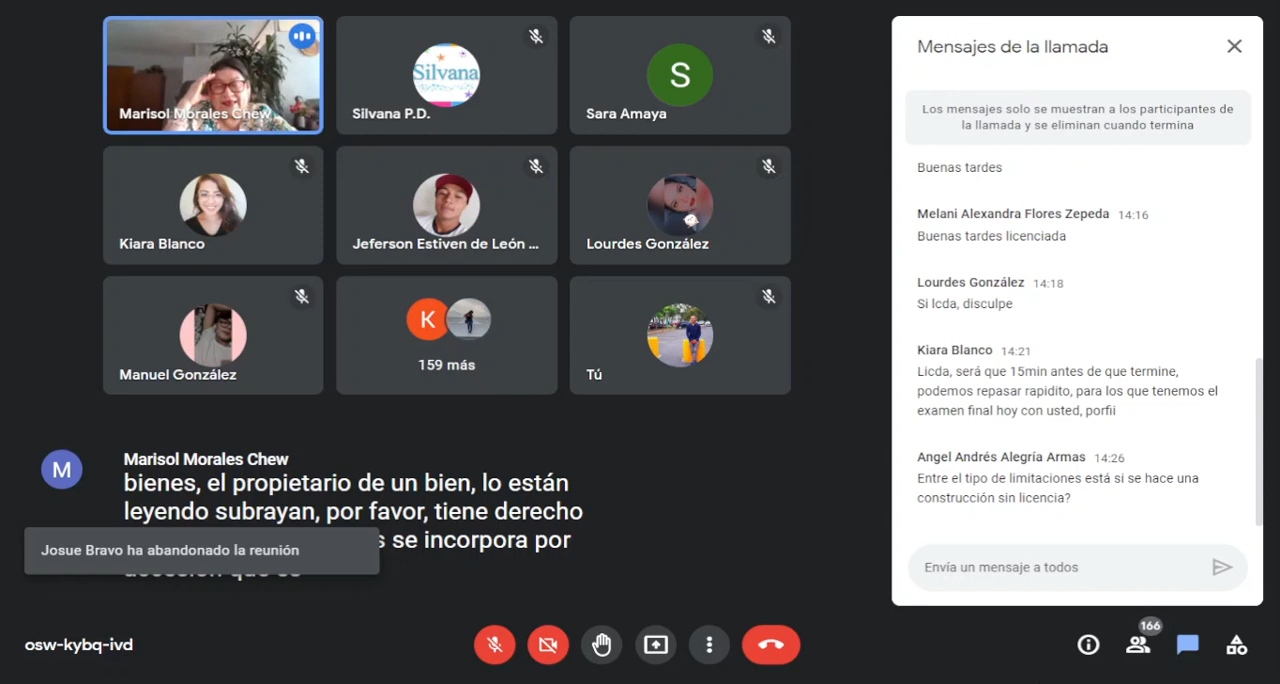 Marisol Morales Chew
Silvana
Silvana P.D.
S
Sara Amaya
Kiara Blanco
Jeferson Estiven de León ...
Lourdes González
Manuel González
K
159 más
Tú
M
Marisol Morales Chew
bienes, el propietario de un bien, lo están
leyendo subrayan, por favor, tiene derecho
s se incorpora por
Josue Bravo ha abandonado la reunión
osw-kybq-ivd
Mensajes de la llamada
Los mensajes solo se muestran a los participantes de
la llamada y se eliminan cuando termina
Buenas tardes
Melani Alexandra Flores Zepeda 14:16
Buenas tardes licenciada
Lourdes González 14:18
Si lcda, disculpe
Kiara Blanco 14:21
Licda, será que 15min antes de que termine,
podemos repasar rapidito, para los que tenemos el
examen final hoy con usted, porfii
Angel Andrés Alegría Armas 14:26
Entre el tipo de limitaciones está si se hace una
construcción sin licencia?
Envía un mensaje a todos
166